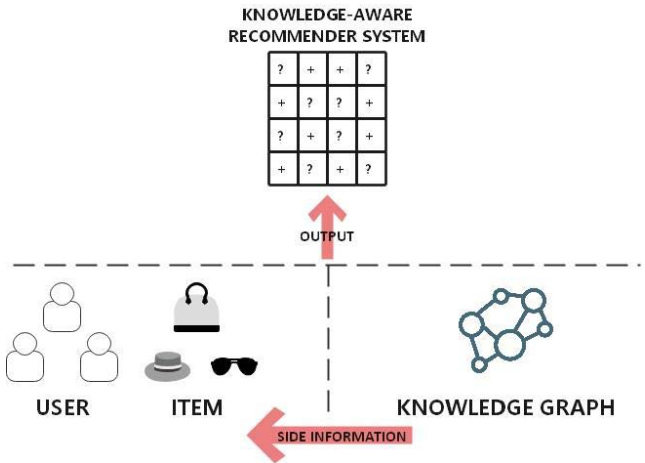 KNOWLEDGE-AWARE
RECOMMENDER SYSTEM
? + + ?
+ ? ? +
? + ? +
+ ? + ?
OUTPUT
USER ITEM KNOWLEDGE GRAPH
SIDE INFORMATION